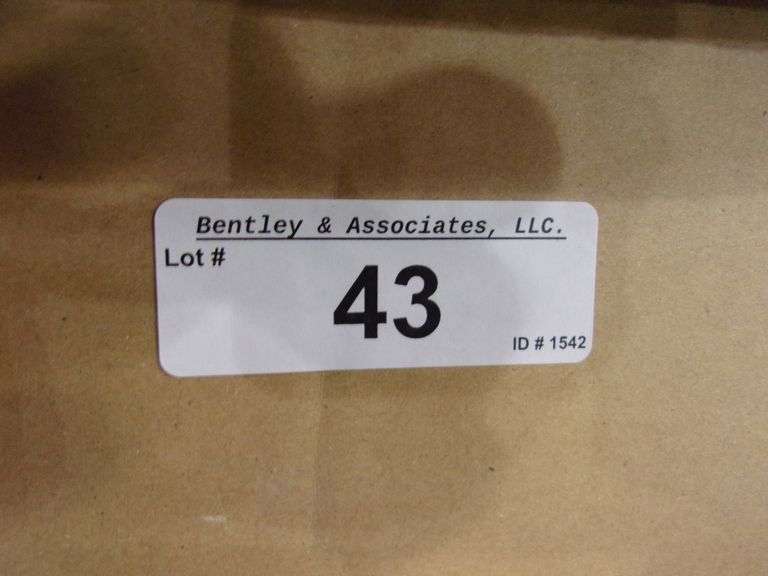 Bentley & Associates, LLC.
Lot #
43
ID # 1542